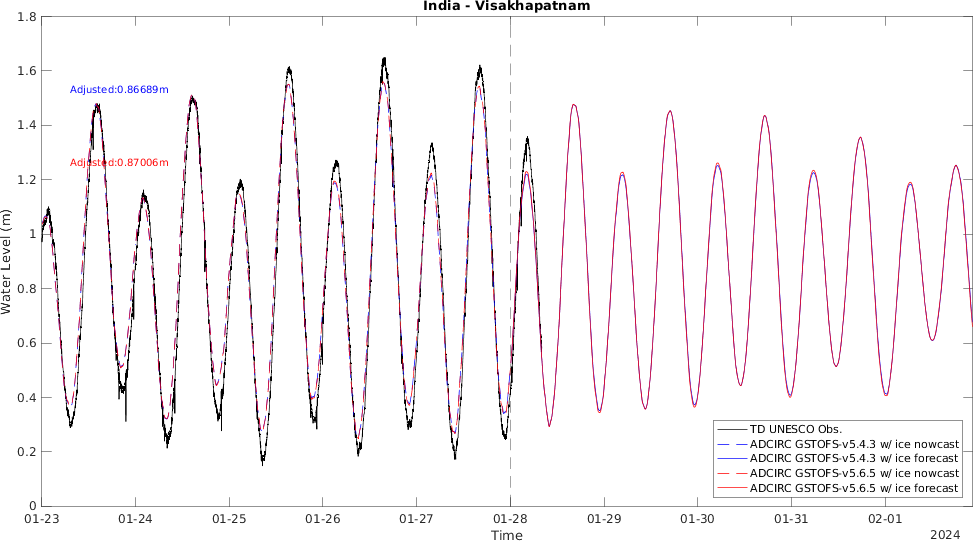 India - Visakhapatnam
1.8
1.6
Adjusted:0.86689m
1.4
Adjusted:0.87006m
1.2
1
0.8
0.6
0.4
0.2
0
Water Level (m)
TD UNESCO Obs.
ADCIRC GSTOFS-v5.4.3 w/ ice nowcast
ADCIRC GSTOFS-v5.4.3 w/ ice forecast
ADCIRC GSTOFS-v5.6.5 w/ ice nowcast
ADCIRC GSTOFS-v5.6.5 w/ ice forecast
01-23 01-24 01-25 01-26 01-27 01-28 01-29 01-30 01-31 02-01
Time
2024